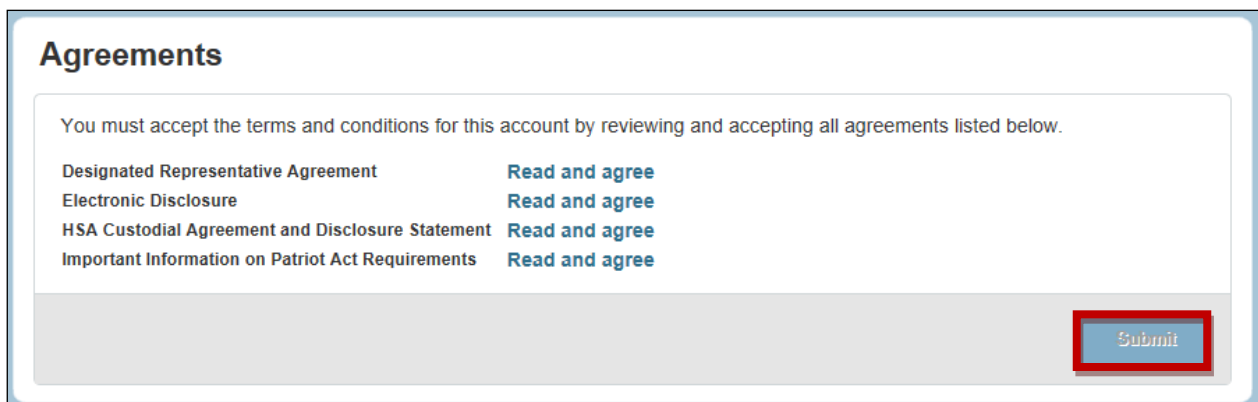 Agreements
You must accept the terms and conditions for this account by reviewing and accepting all agreements listed below.
Designated Representative Agreement Read and agree
Electronic Disclosure Read and agree
HSA Custodial Agreement and Disclosure Statement Read and agree
Important Information on Patriot Act Requirements Read and agree
Submit